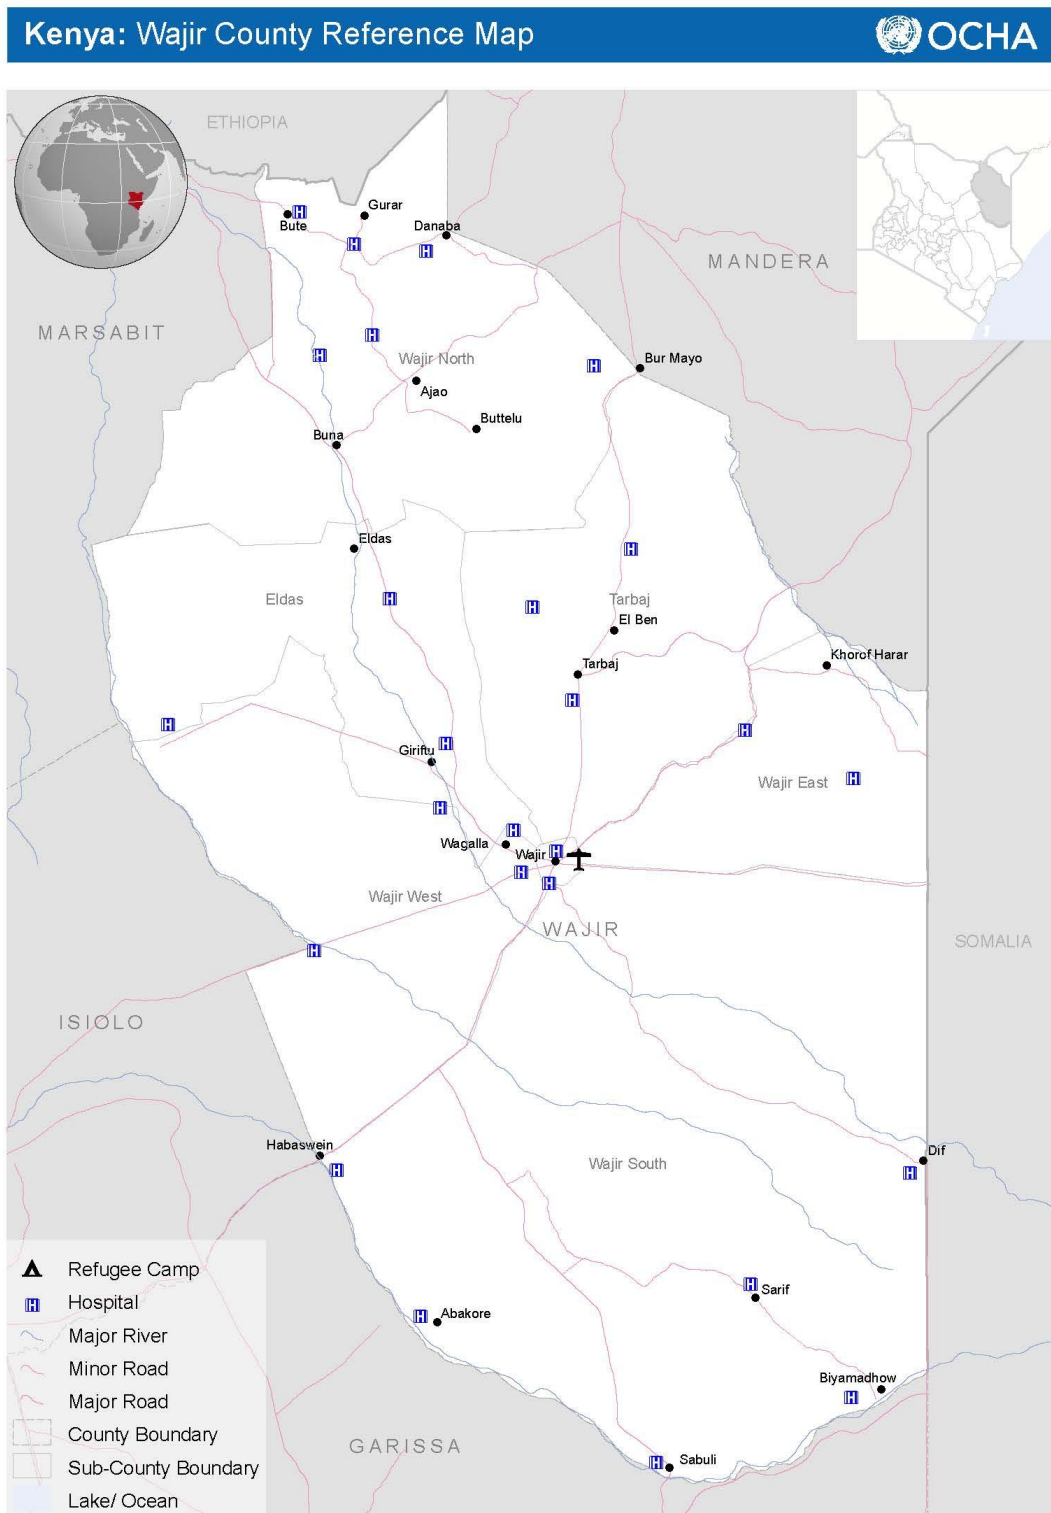 Kenya: Wajir County Reference Map
OCHA
ETHIOPIA
Gurar
Bute
Danaba
MANDERA
MARSABIT
Wajir North
Bur Mayo
Ajao
Buttelu
Buna
Eldas
Eldas
Tarbaj
El Ben
Khorof Harar
Tarbaj
Giriftu
Wajir East
Wagalla
Wajir
Wajir West
WAJIR
SOMALIA
ISIOLO
Habaswein
Dif
Wajir South
Sarif
Abakore
Biyamadhow
GARISSA
Sabuli
Refugee Camp
H Hospital
Major River
Minor Road
Major Road
County Boundary
Sub-County Boundary
Lake/ Ocean